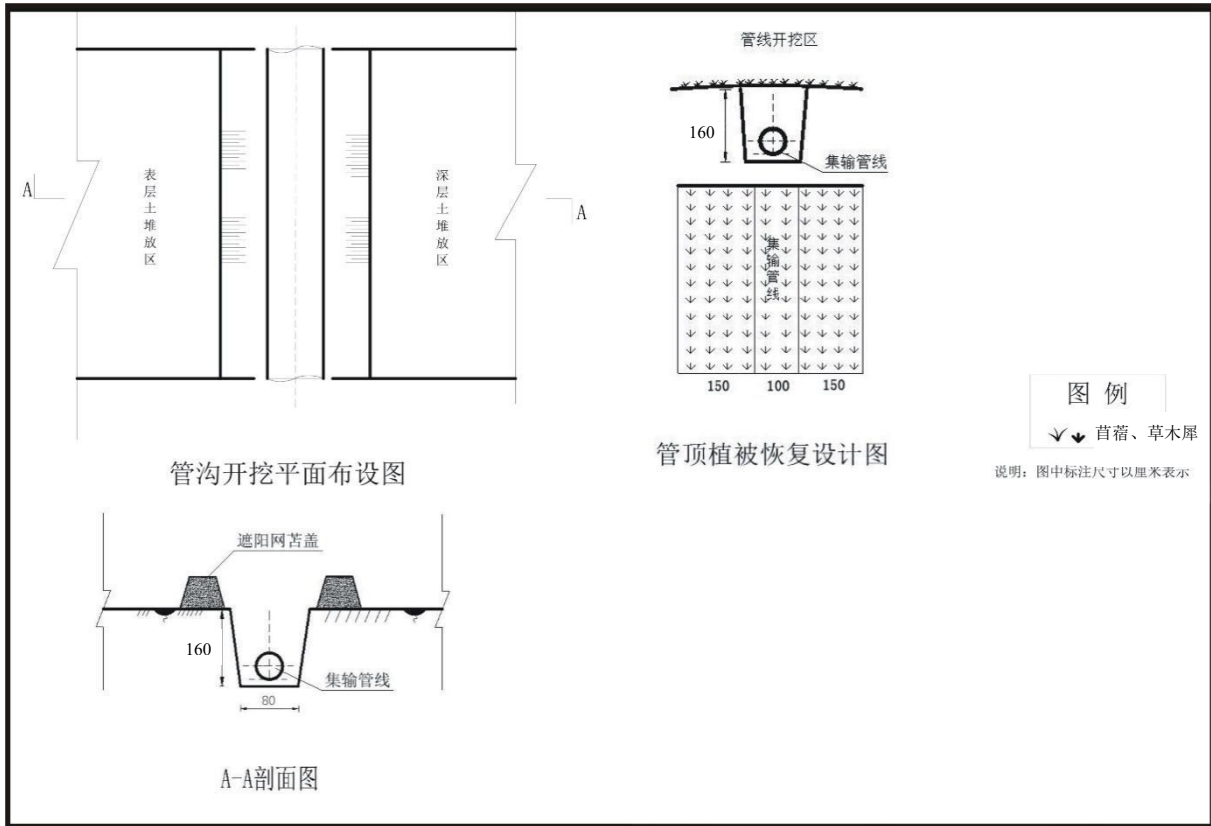 A
表层土堆放区
深层土堆放区
A
管沟开挖平面布设图
管线开挖区
160
集输管线
集输管线
150 100 150
管顶植被恢复设计图
图 例
苜蓿、草木犀
说明：图中标注尺寸以厘米表示
遮阳网苫盖
160
集输管线
80
A-A剖面图